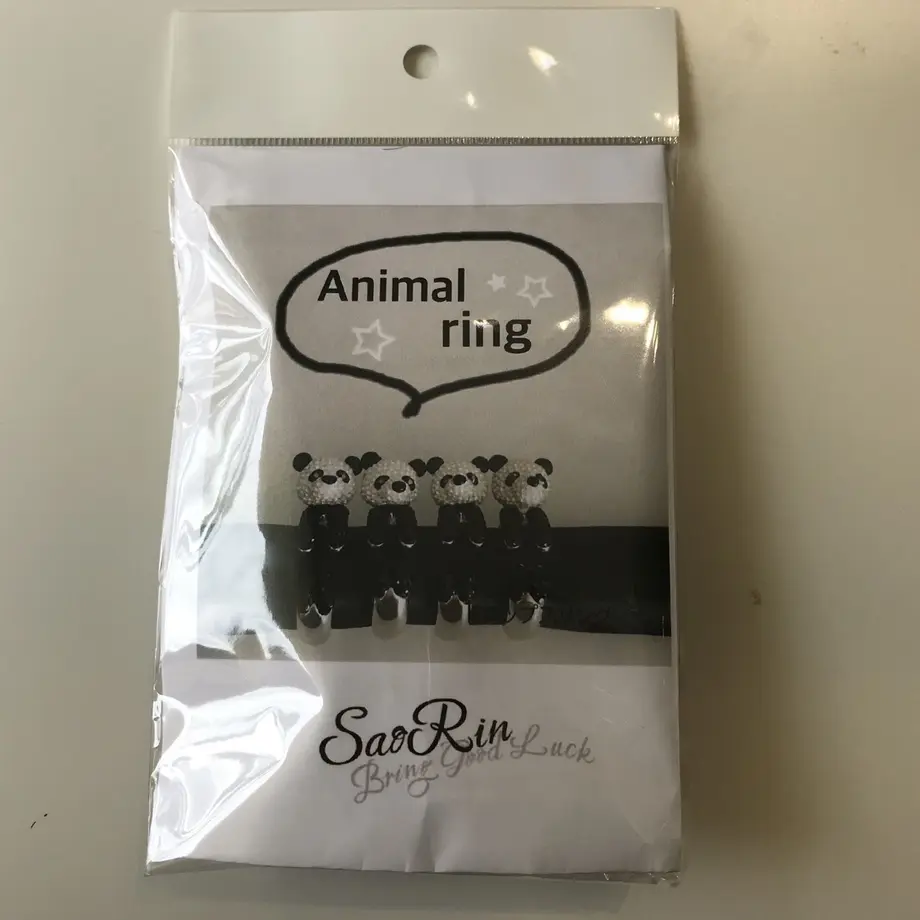 Animal
ring
SaoRin
Bring Good Luck